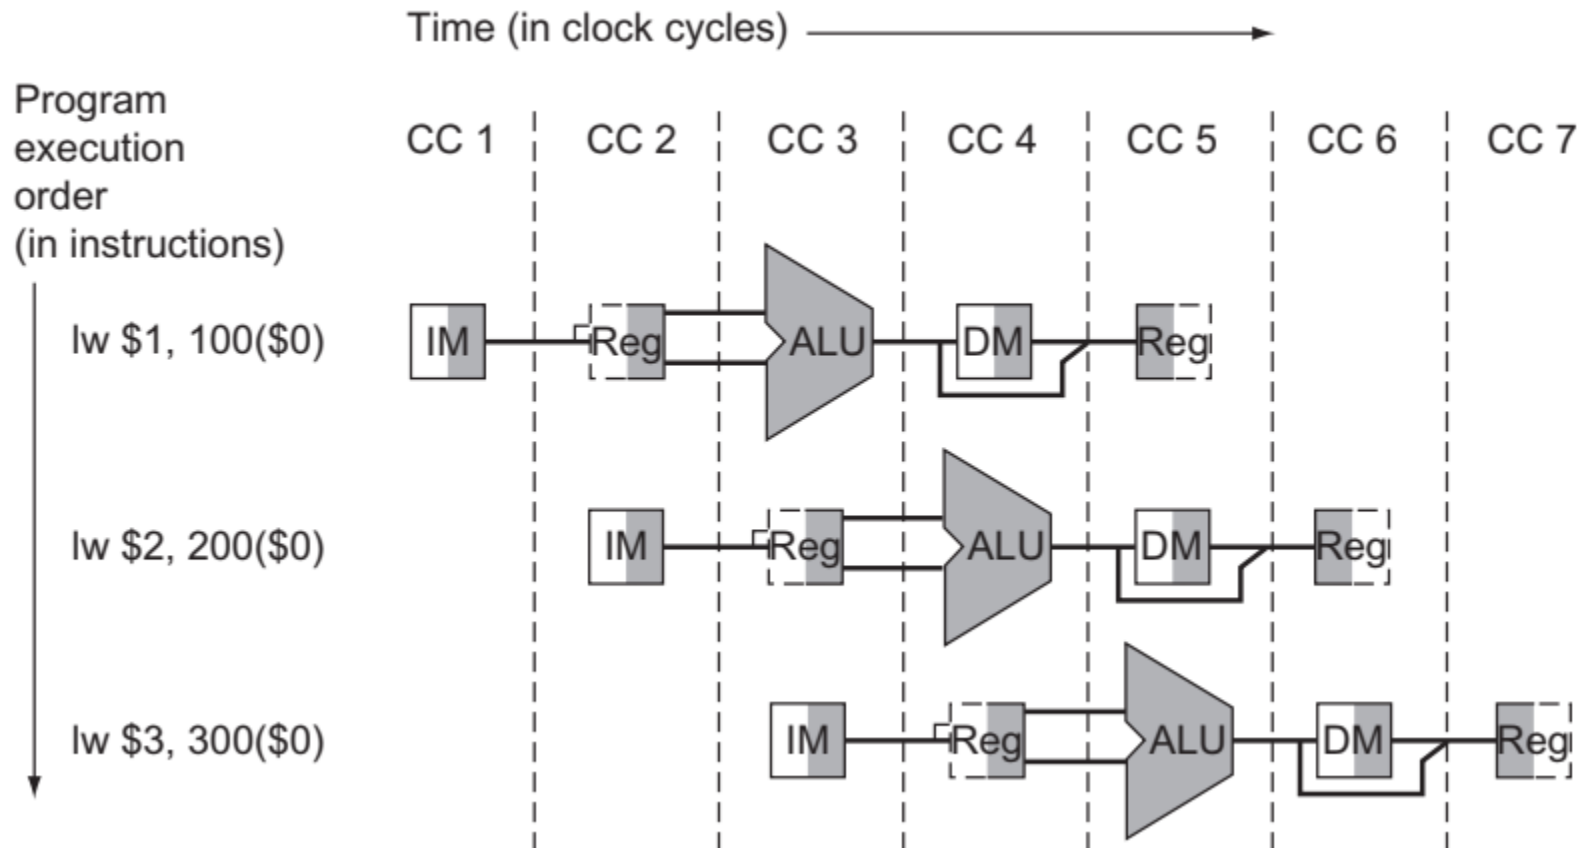 Time (in clock cycles)
Program
execution
order
(in instructions)
CC 1 CC 2 CC 3 CC 4 CC 5 CC 6 CC 7
lw $1, 100($0) IM Reg ALU DM Reg
lw $2, 200($0) IM Reg ALU DM Reg
lw $3, 300($0) IM Reg ALU DM Reg